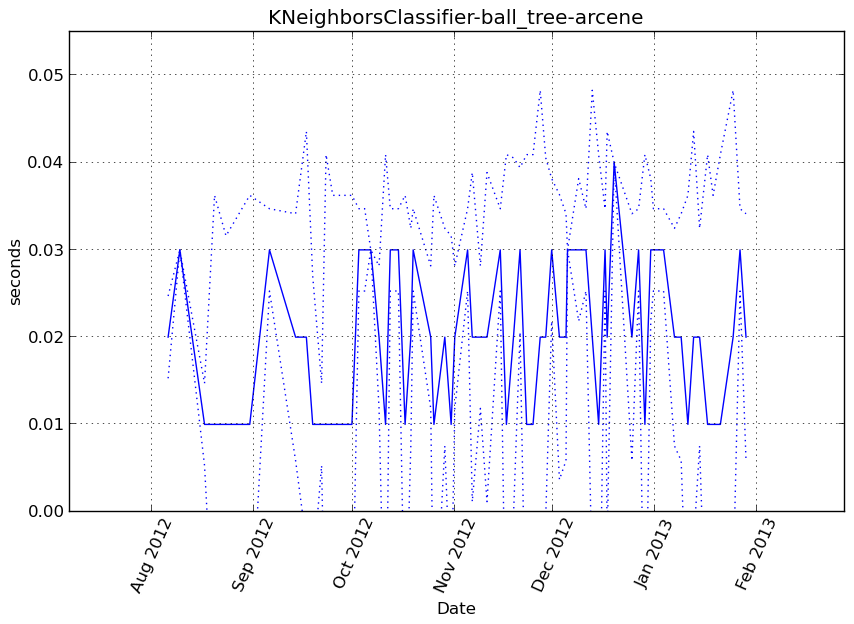 KNeighborsClassifier-ball_tree-arcene
0.05
0.04
0.03
0.02
0.01
0.00
seconds
Aug 2012
Sep 2012
Oct 2012
Nov 2012
Dec 2012
Jan 2013
Feb 2013
Date